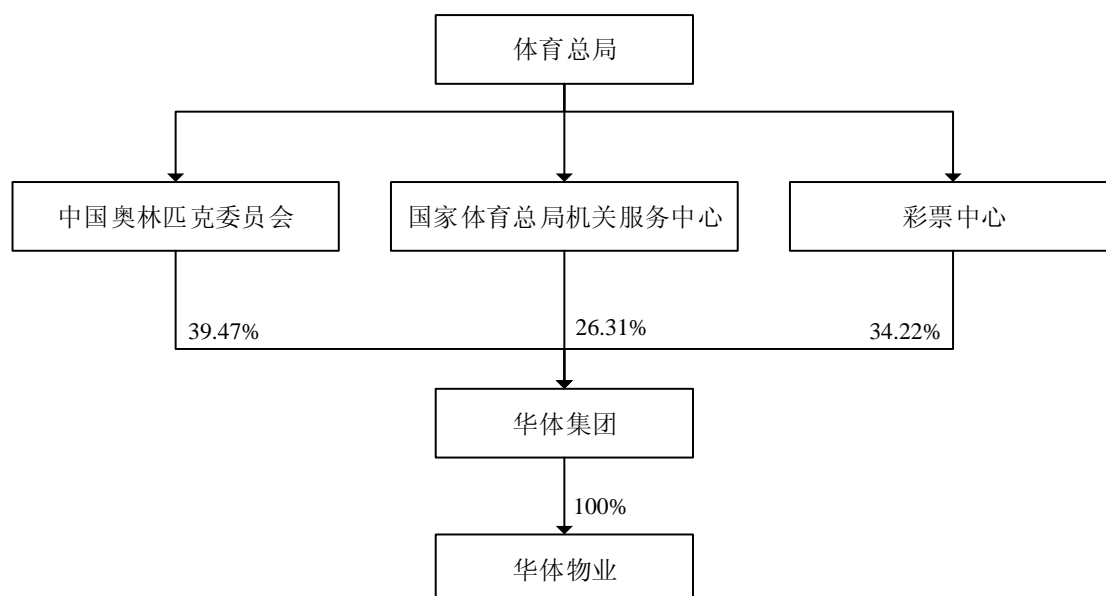 体育总局
中国奥林匹克委员会
国家体育总局机关服务中心
彩票中心
39.47%
26.31%
34.22%
华体集团
100%
华体物业